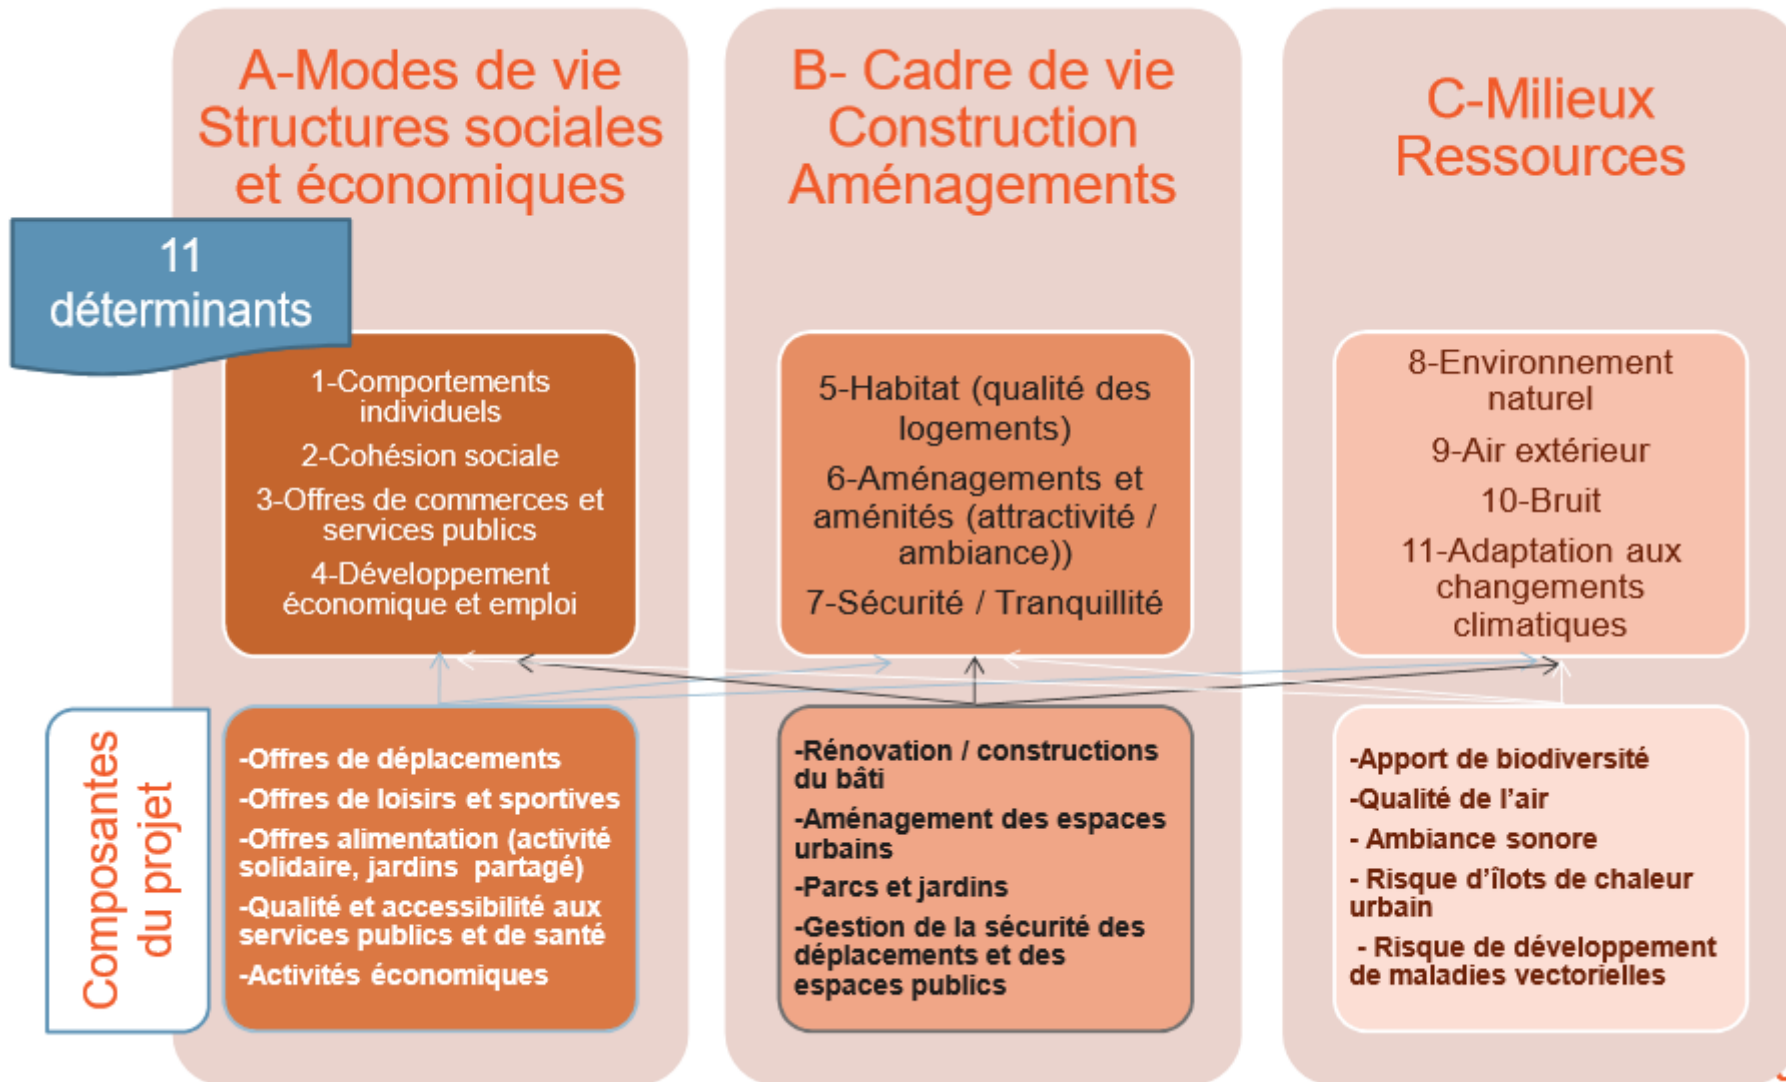 A-Modes de vie
Structures sociales
et économiques
B- Cadre de vie
Construction
Aménagements
C-Milieux
Ressources
11
déterminants
1-Comportements
individuels
2-Cohésion sociale
3-Offres de commerces et
services publics
4-Développement
économique et emploi
5-Habitat (qualité des
logements)
6-Aménagements et
aménités (attractivité /
ambiance))
7-Sécurité / Tranquillité
8-Environnement
naturel
9-Air extérieur
10-Bruit
11-Adaptation aux
changements
climatiques
Composantes
du projet
-Offres de déplacements
-Offres de loisirs et sportives
-Offres alimentation (activité
solidaire, jardins partagé)
-Qualité et accessibilité aux
services publics et de santé
-Activités économiques
-Rénovation / constructions
du bâti
-Aménagement des espaces
urbains
-Parcs et jardins
-Gestion de la sécurité des
déplacements et des
espaces publics
-Apport de biodiversité
-Qualité de l’air
- Ambiance sonore
- Risque d’îlots de chaleur
urbain
- Risque de développement
de maladies vectorielles